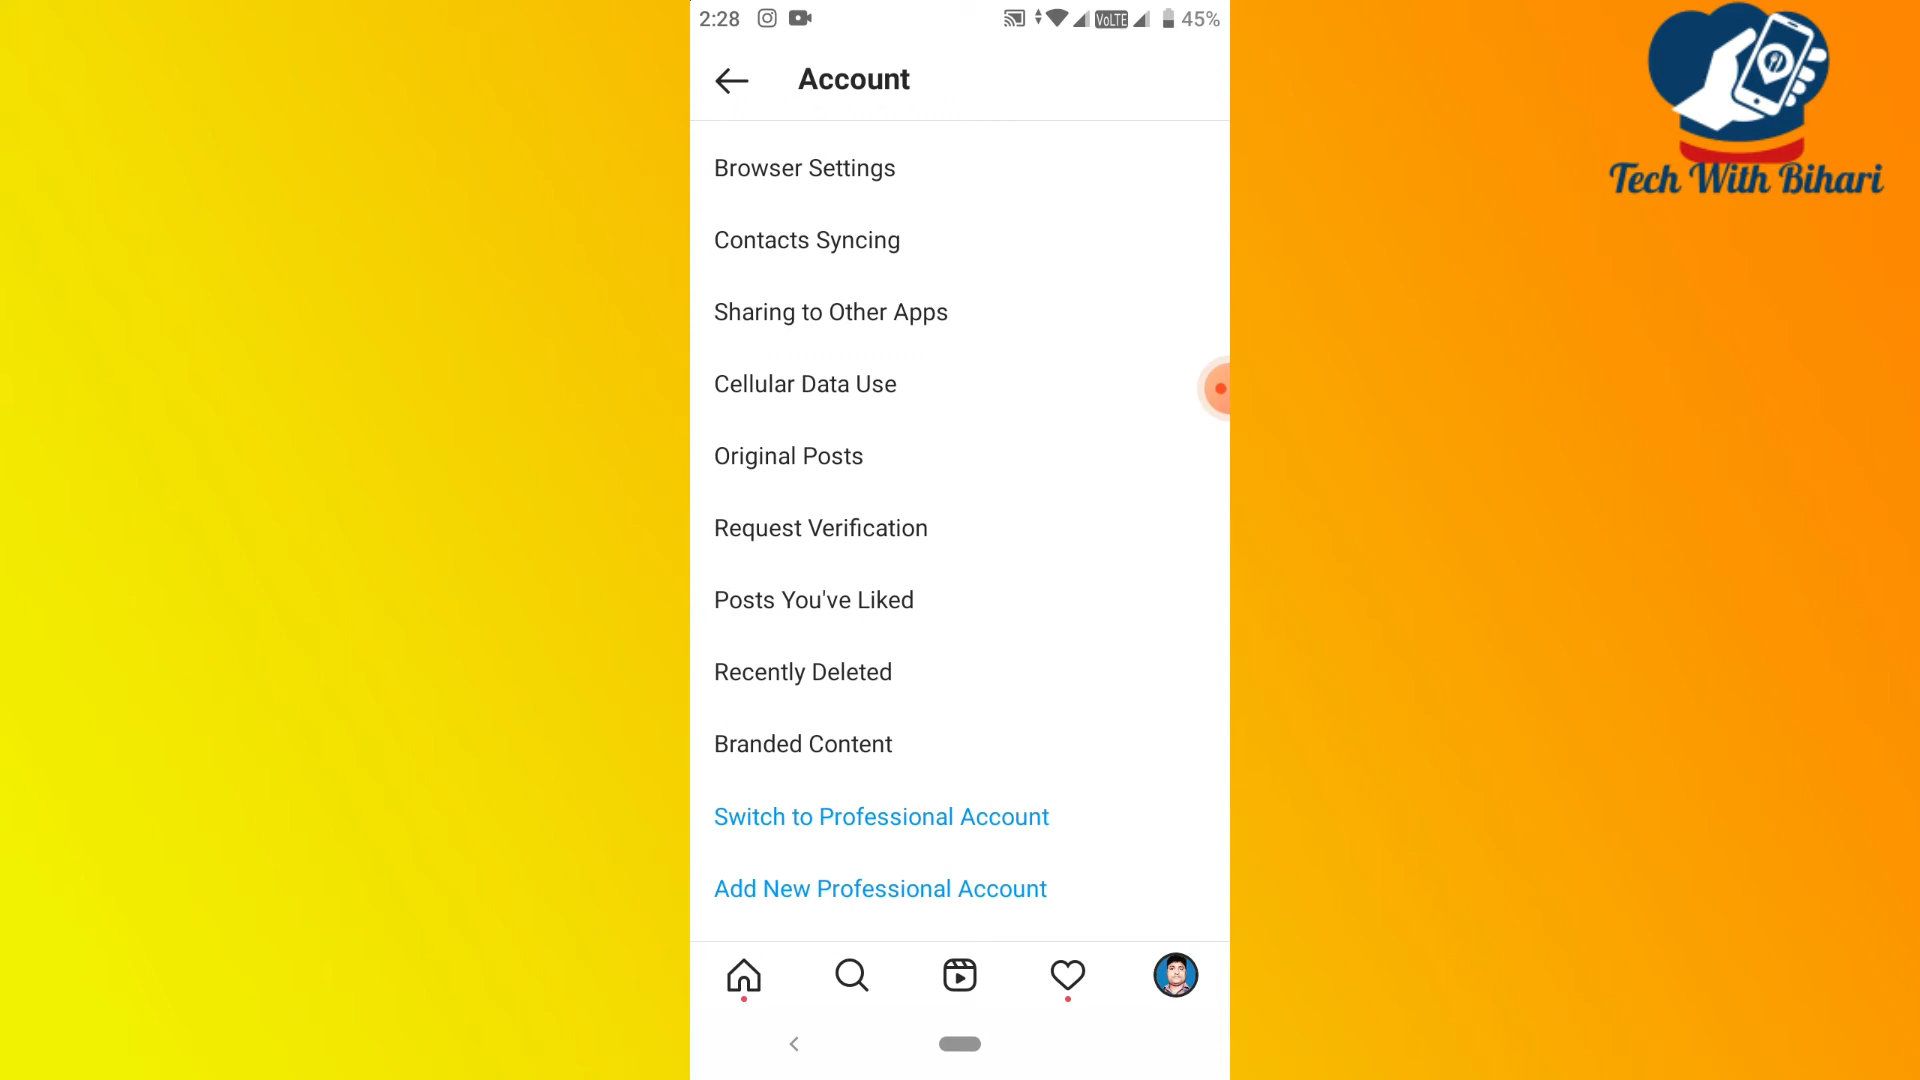 2:28
VoLTE
45%
Account
Browser Settings
Contacts Syncing
Sharing to Other Apps
Cellular Data Use
Original Posts
Request Verification
Posts You've Liked
Recently Deleted
Branded Content
Switch to Professional Account
Add New Professional Account
Tech With Bihari